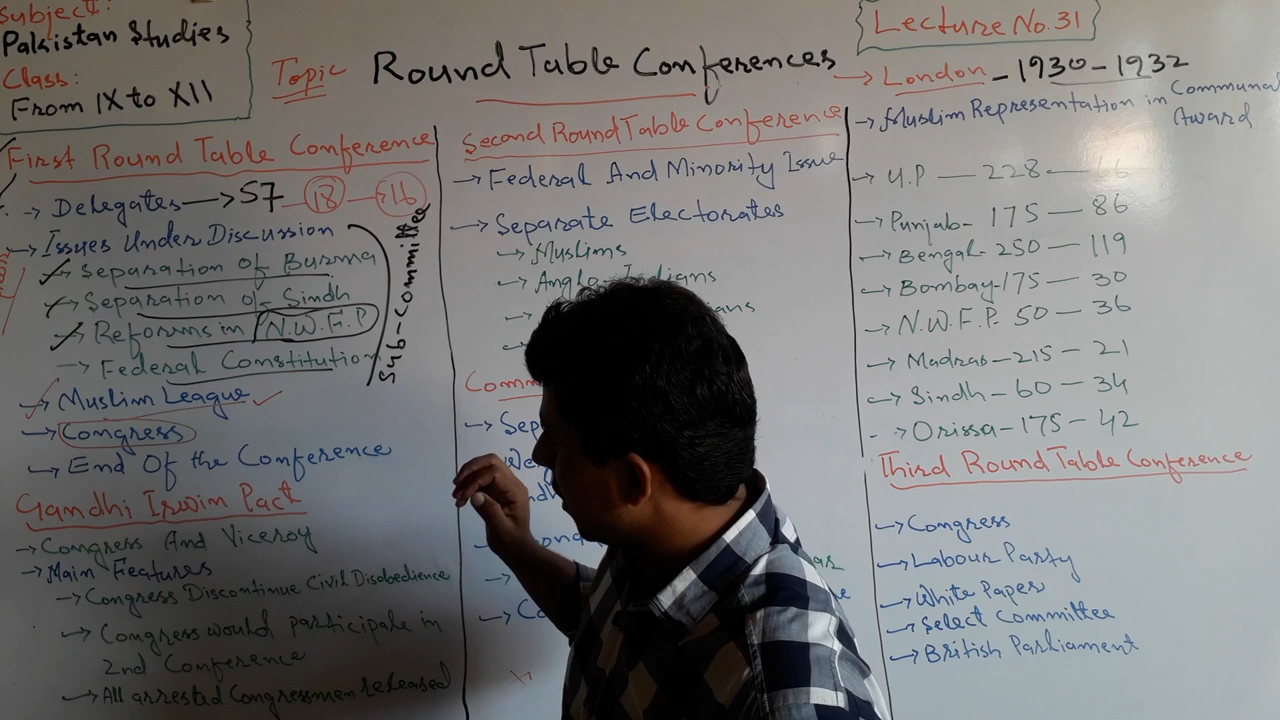 Subject:
Pakistan Studies
Class:
From IX to XII
Topic Round Table Conferences
Lecture No. 31
→ London - 1930 - 1932
First Round Table Conference
→ Delegates → 57 18 → 16
→ Issues Under Discussion
→ Separation of Burma
→ Separation of Sindh
→ Reforms in N.W.F.P
→ Federal Constitution
Sub-Committee
→ Muslim League
→ Congress
→ End Of the Conference
Gandhi Irwin Pact
→ Congress And Viceroy
→ Main Features
→ Congress Discontinue Civil Disobedience
→ Congress would participate in
2nd Conference
→ All arrested Congressmen released
Second Round Table Conference
→ Federal And Minority Issue
→ Separate Electorates
→ Muslims
→ Anglo Indians
→
→
→
→
→
→
→ Muslim Representation in Communal
Award
→ U.P — 228 — 66
→ Punjab - 175 — 86
→ Bengal - 250 — 119
→ Bombay - 175 — 30
→ N.W.F.P. 50 — 36
→ Madras - 215 - 21
→ Sindh - 60 — 34
→ Orissa - 175 - 42
Third Round Table Conference
→ Congress
→ Labour Party
→ White Paper
→ Select Committee
→ British Parliament